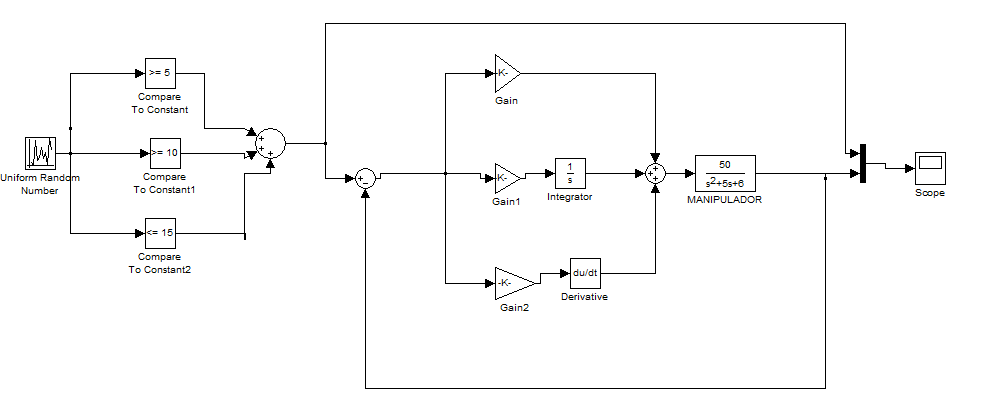 >= 5
Compare
To Constant
Uniform Random
Number
>= 10
Compare
To Constant1
<= 15
Compare
To Constant2
+
+
+
+
−
-K-
Gain
-K-
Gain1
1
s
Integrator
-K-
Gain2
du/dt
Derivative
+
+
+
50
s2+5s+6
MANIPULADOR
Scope